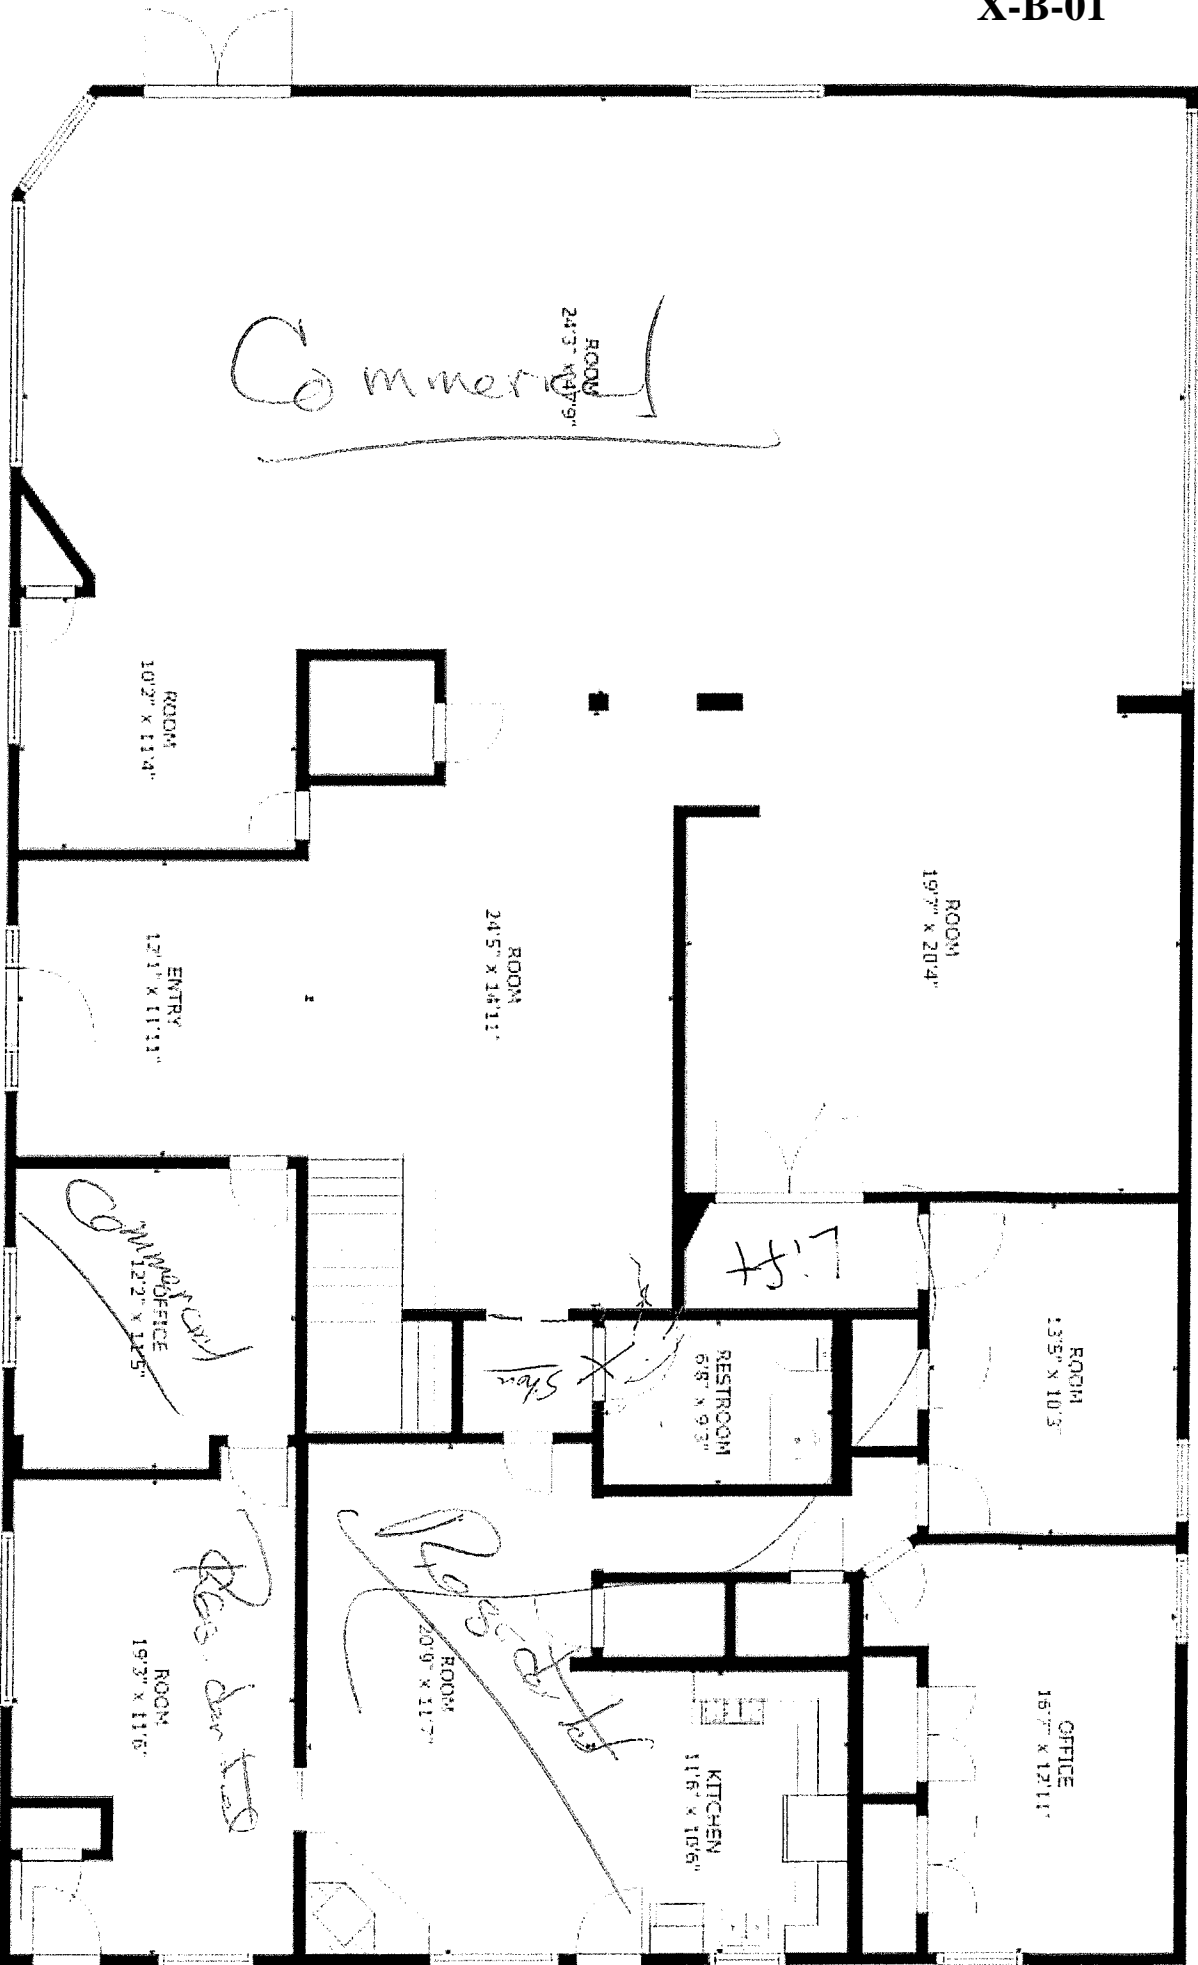 X-B-01
ROOM
24'3" x 47'9"
Commercial
ROOM
10'2" x 11'4"
ROOM
19'7" x 20'4"
ROOM
24'5" x 14'11"
ENTRY
12'1" x 11'11"
Commercial
OFFICE
12'2" x 11'5"
Lift
RESTROOM
6'8" x 9'3"
ROOM
13'5" x 10'3"
Residential
ROOM
19'3" x 11'6"
ROOM
20'9" x 11'7"
KITCHEN
11'6" x 10'6"
OFFICE
16'7" x 12'11"